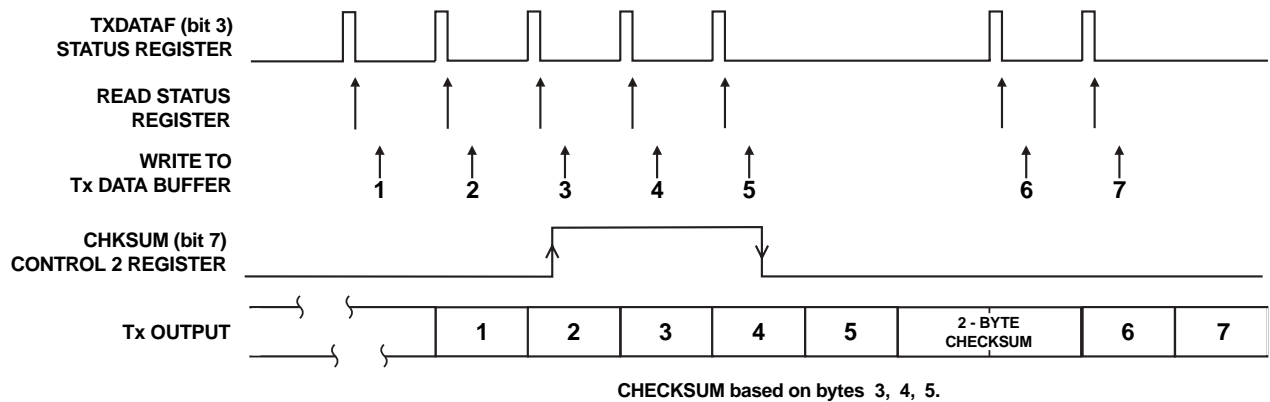 TXDATAF (bit 3)
STATUS REGISTER
READ STATUS
REGISTER
WRITE TO
Tx DATA BUFFER
1 2 3 4 5 6 7
CHKSUM (bit 7)
CONTROL 2 REGISTER
Tx OUTPUT
1 2 3 4 5 2 - BYTE 6 7
CHECKSUM
CHECKSUM based on bytes 3, 4, 5.